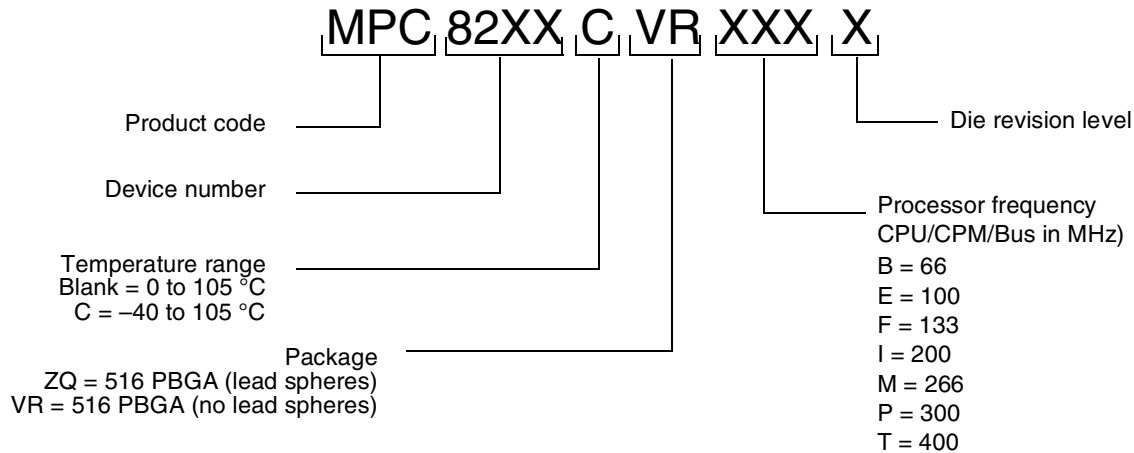 MPC 82XX C VR XXX X
Product code
Device number
Temperature range
Blank = 0 to 105 °C
C = –40 to 105 °C
Package
ZQ = 516 PBGA (lead spheres)
VR = 516 PBGA (no lead spheres)
Die revision level
Processor frequency
CPU/CPM/Bus in MHz)
B = 66
E = 100
F = 133
I = 200
M = 266
P = 300
T = 400